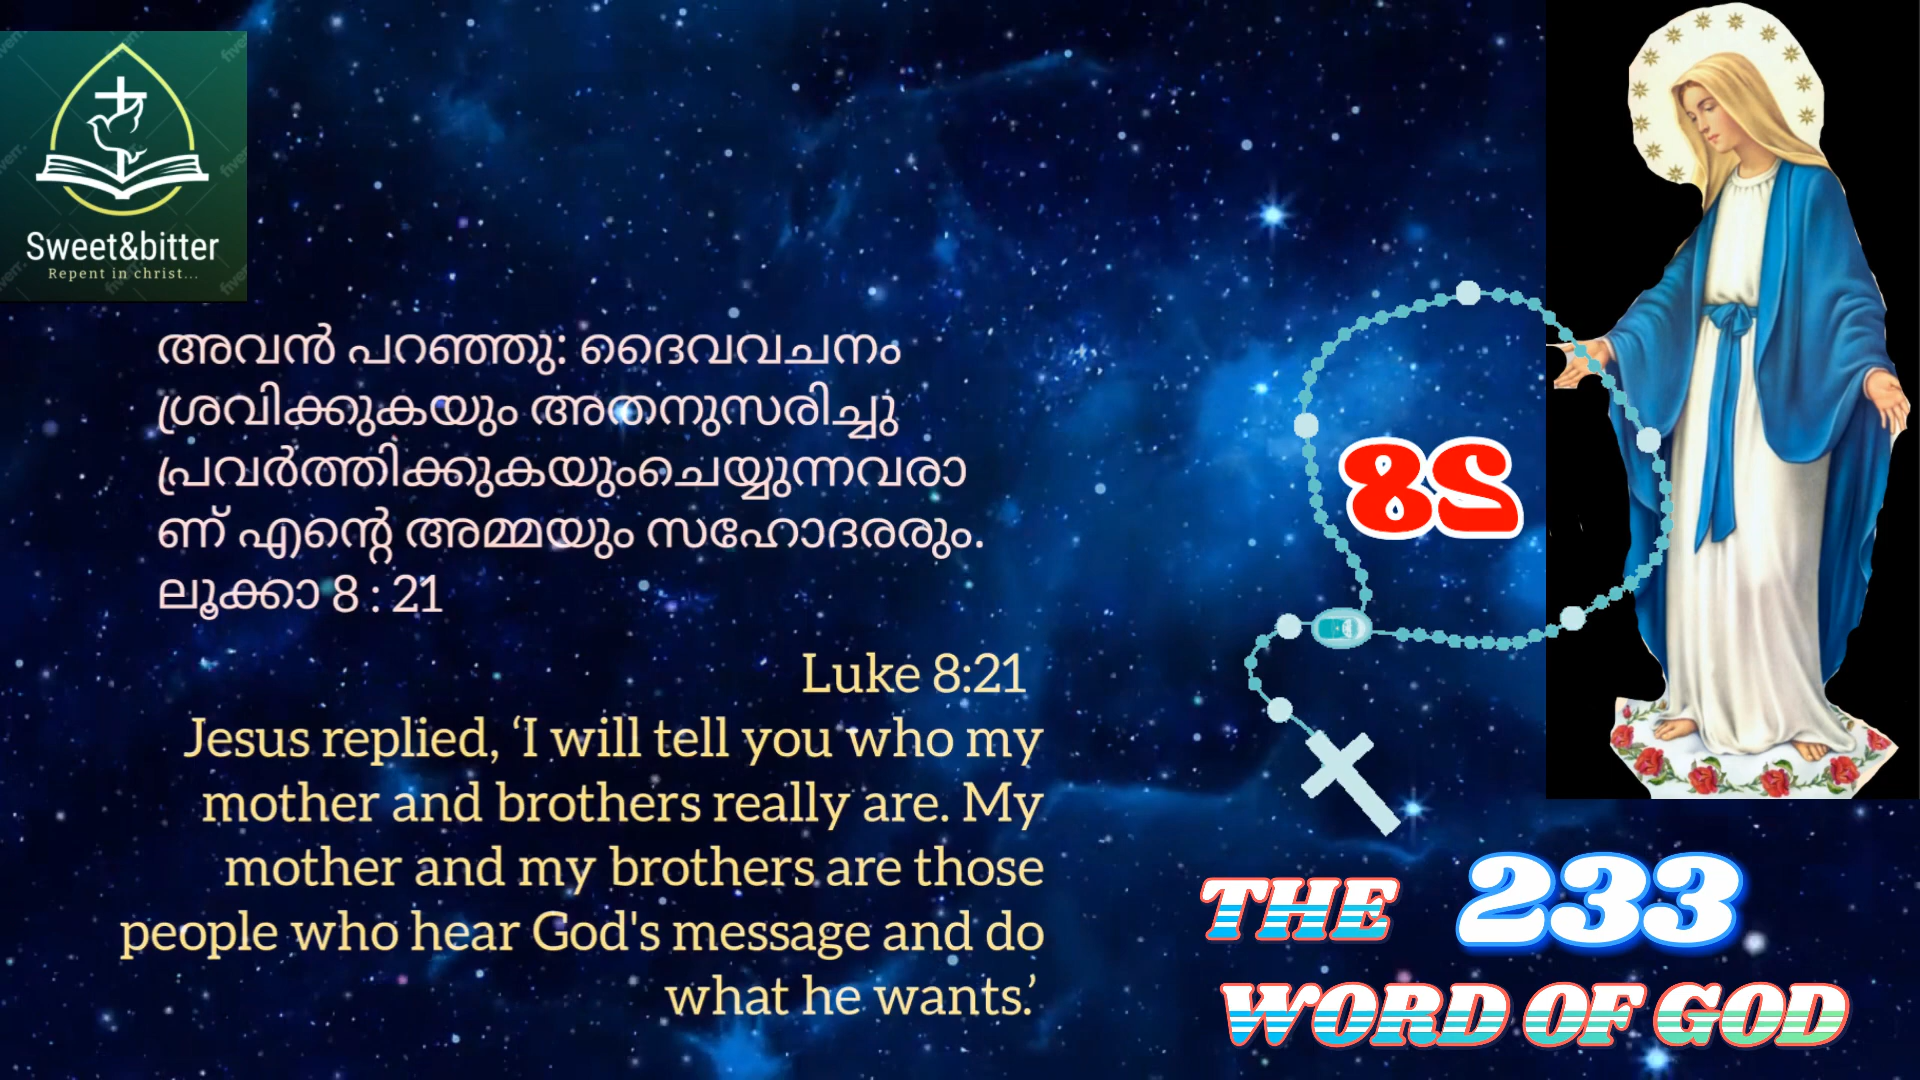 Sweet&bitter
Repent in christ...
അവൻ പറഞ്ഞു: ദൈവവചനം
ശ്രവിക്കുകയും അതനുസരിച്ചു
പ്രവർത്തിക്കുകയുംചെയ്യുന്നവരാ
ണ് എന്റെ അമ്മയും സഹോദരരും.
ലൂക്കാ 8 : 21
Luke 8:21
Jesus replied, ‘I will tell you who my
mother and brothers really are. My
mother and my brothers are those
people who hear God's message and do
what he wants.’
8S
THE 233
WORD OF GOD